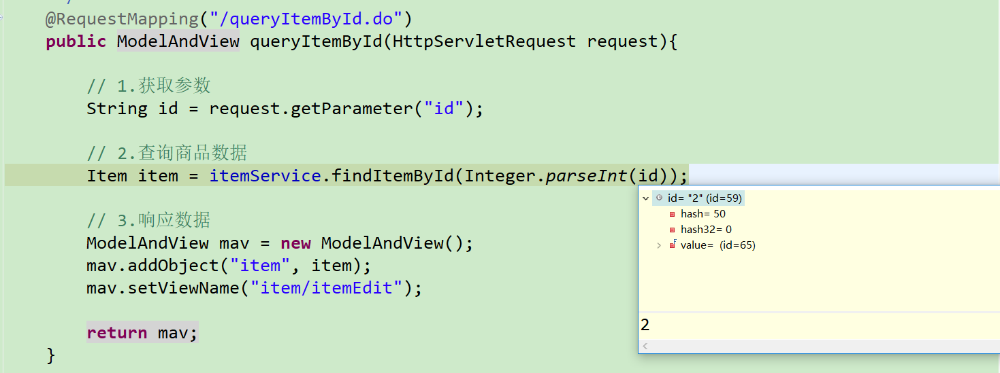 @RequestMapping("/queryItemById.do")
public ModelAndView queryItemById(HttpServletRequest request){
// 1.获取参数
String id = request.getParameter("id");
// 2.查询商品数据
Item item = itemService.findItemById(Integer.parseInt(id));
id= "2" (id=59)
hash= 50
hash32= 0
value= (id=65)
2
// 3.响应数据
ModelAndView mav = new ModelAndView();
mav.addObject("item", item);
mav.setViewName("item/itemEdit");
return mav;
}